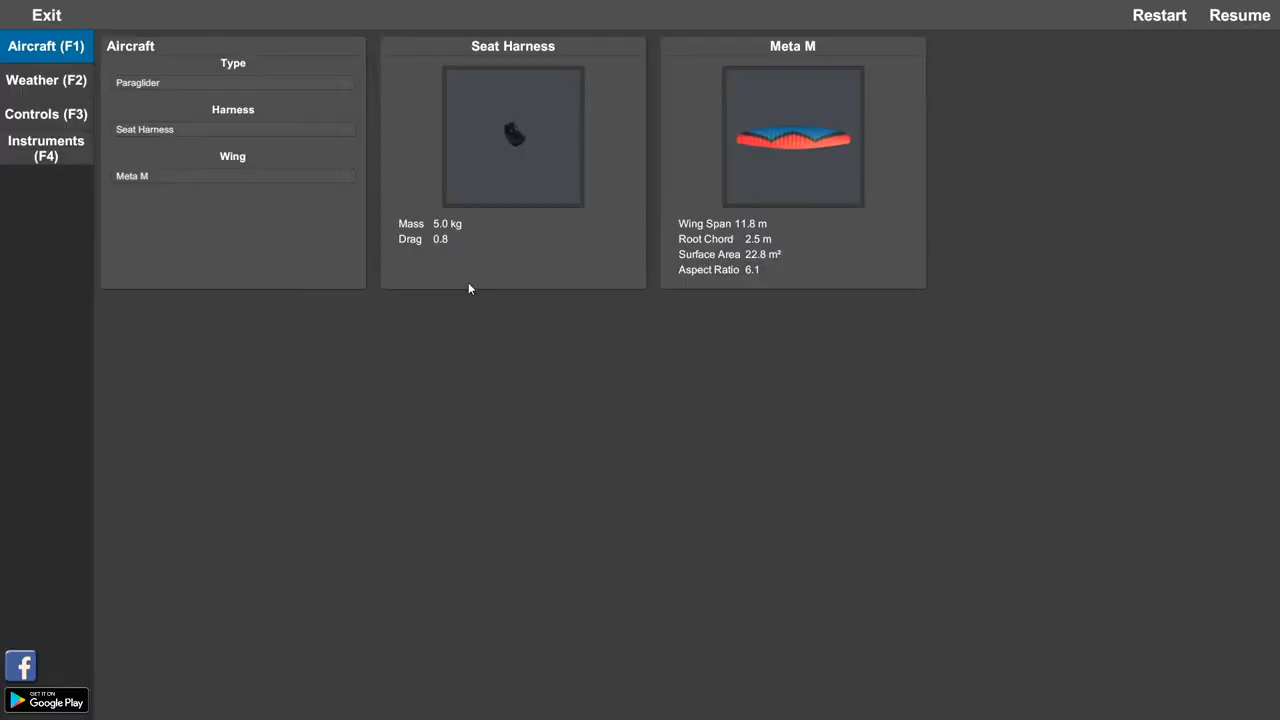 Exit
Restart
Resume
Aircraft (F1)
Weather (F2)
Controls (F3)
Instruments
(F4)
Aircraft
Type
Paraglider
Harness
Seat Harness
Wing
Meta M
Seat Harness
Mass 5.0 kg
Drag 0.8
Meta M
Wing Span 11.8 m
Root Chord 2.5 m
Surface Area 22.8 m²
Aspect Ratio 6.1
f
GET IT ON
Google Play